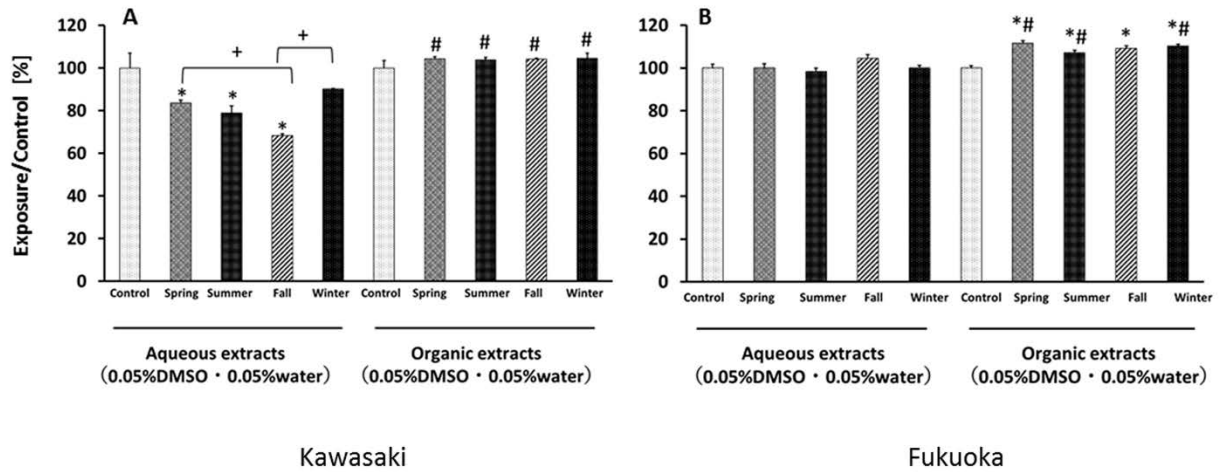 A
Exposure/Control [%]
120
100
80
60
40
20
0
+
+
*
*
*
#
#
#
#
Control Spring Summer Fall Winter Control Spring Summer Fall Winter
Aqueous extracts
(0.05%DMSO・0.05%water)
Organic extracts
(0.05%DMSO・0.05%water)
Kawasaki
B
120
100
80
60
40
20
0
*#
*#
*
*#
Control Spring Summer Fall Winter Control Spring Summer Fall Winter
Aqueous extracts
(0.05%DMSO・0.05%water)
Organic extracts
(0.05%DMSO・0.05%water)
Fukuoka